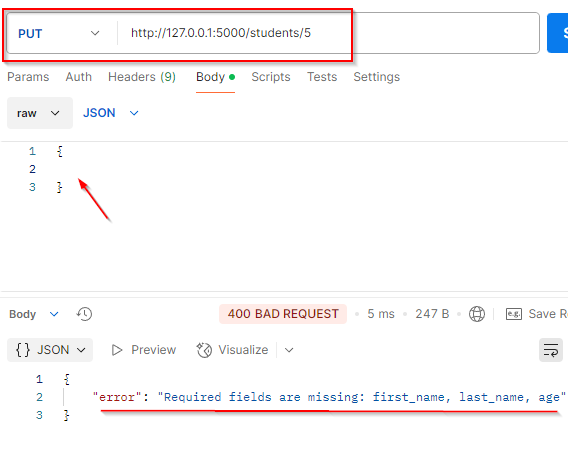 PUT http://127.0.0.1:5000/students/5 S
Params Auth Headers (9) Body Scripts Tests Settings
raw JSON
1 {
2
3 }
Body 400 BAD REQUEST 5 ms 247 B e.g. Save R
{} JSON Preview Visualize
1 {
2 "error": "Required fields are missing: first_name, last_name, age"
3 }